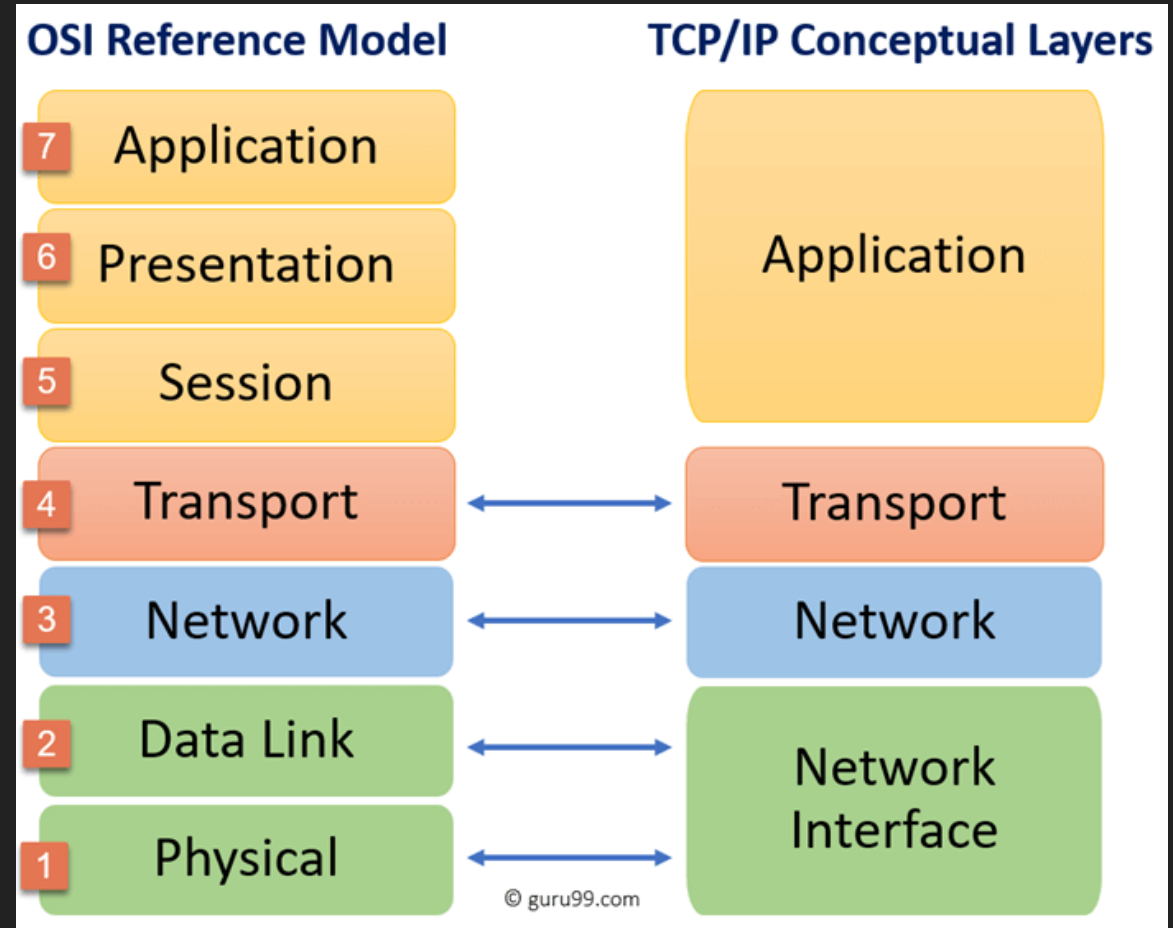 OSI Reference Model
TCP/IP Conceptual Layers
7
Application
6
Presentation
5
Session
4
Transport
3
Network
2
Data Link
1
Physical
Application
Transport
Network
Network
Interface
© guru99.com